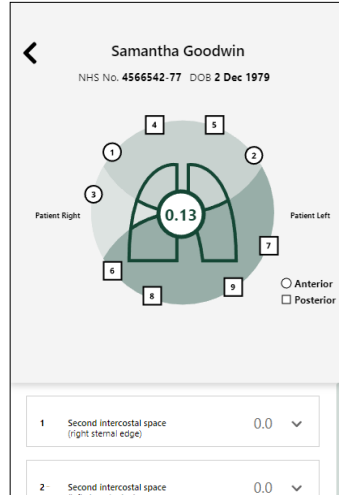 Samantha Goodwin
NHS No. 4566542-77 DOB 2 Dec 1979
4 5
1 2
3
0.13
Patient Right Patient Left
7
6
9
8
Anterior
Posterior
1 Second intercostal space 0.0
(right sternal edge)
2 Second intercostal space 0.0